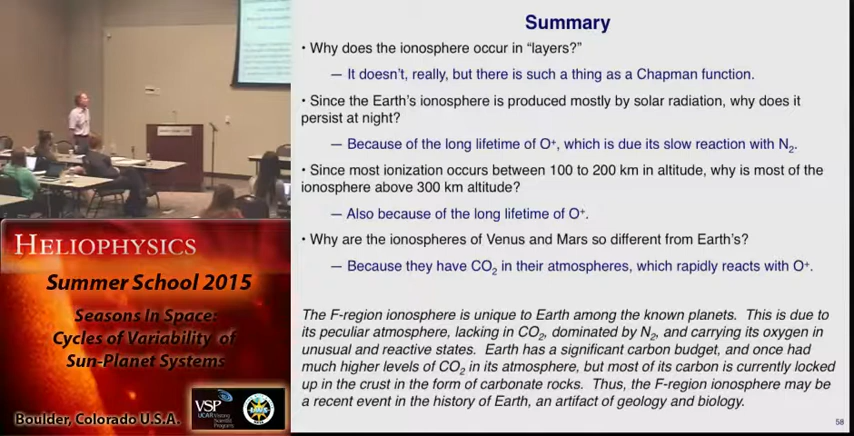 Summary
• Why does the ionosphere occur in “layers?”
— It doesn’t, really, but there is such a thing as a Chapman function.
• Since the Earth’s ionosphere is produced mostly by solar radiation, why does it
persist at night?
— Because of the long lifetime of O⁺, which is due its slow reaction with N₂.
• Since most ionization occurs between 100 to 200 km in altitude, why is most of the
ionosphere above 300 km altitude?
— Also because of the long lifetime of O⁺.
• Why are the ionospheres of Venus and Mars so different from Earth’s?
— Because they have CO₂ in their atmospheres, which rapidly reacts with O⁺.
The F-region ionosphere is unique to Earth among the known planets. This is due to
its peculiar atmosphere, lacking in CO₂, dominated by N₂, and carrying its oxygen in
unusual and reactive states. Earth has a significant carbon budget, and once had
much higher levels of CO₂ in its atmosphere, but most of its carbon is currently locked
up in the crust in the form of carbonate rocks. Thus, the F-region ionosphere may be
a recent event in the history of Earth, an artifact of geology and biology.
58
HELIOPHYSICS
Summer School 2015
Seasons In Space:
Cycles of Variability of
Sun-Planet Systems
Boulder, Colorado U.S.A.
VSP
UCAR Visiting
Scientist
Programs